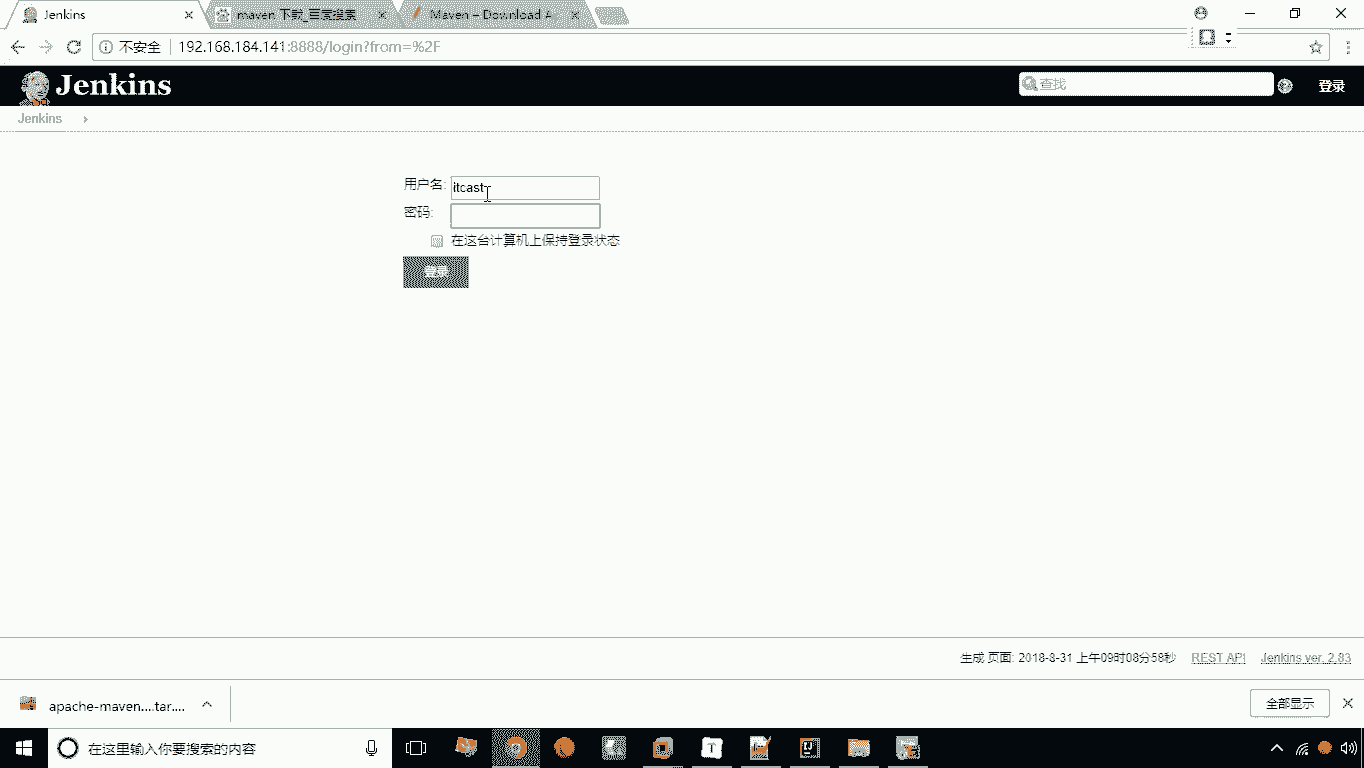 Jenkins
maven 下载_百度搜索
Maven – Download A
不安全
192.168.184.141:8888/login?from=%2F
Jenkins
查找
登录
Jenkins
用户名:
itcast
密码:
在这台计算机上保持登录状态
登录
生成 页面: 2018-8-31 上午09时08分58秒
REST API
Jenkins ver. 2.83
apache-maven....tar....
全部显示
在这里输入你要搜索的内容